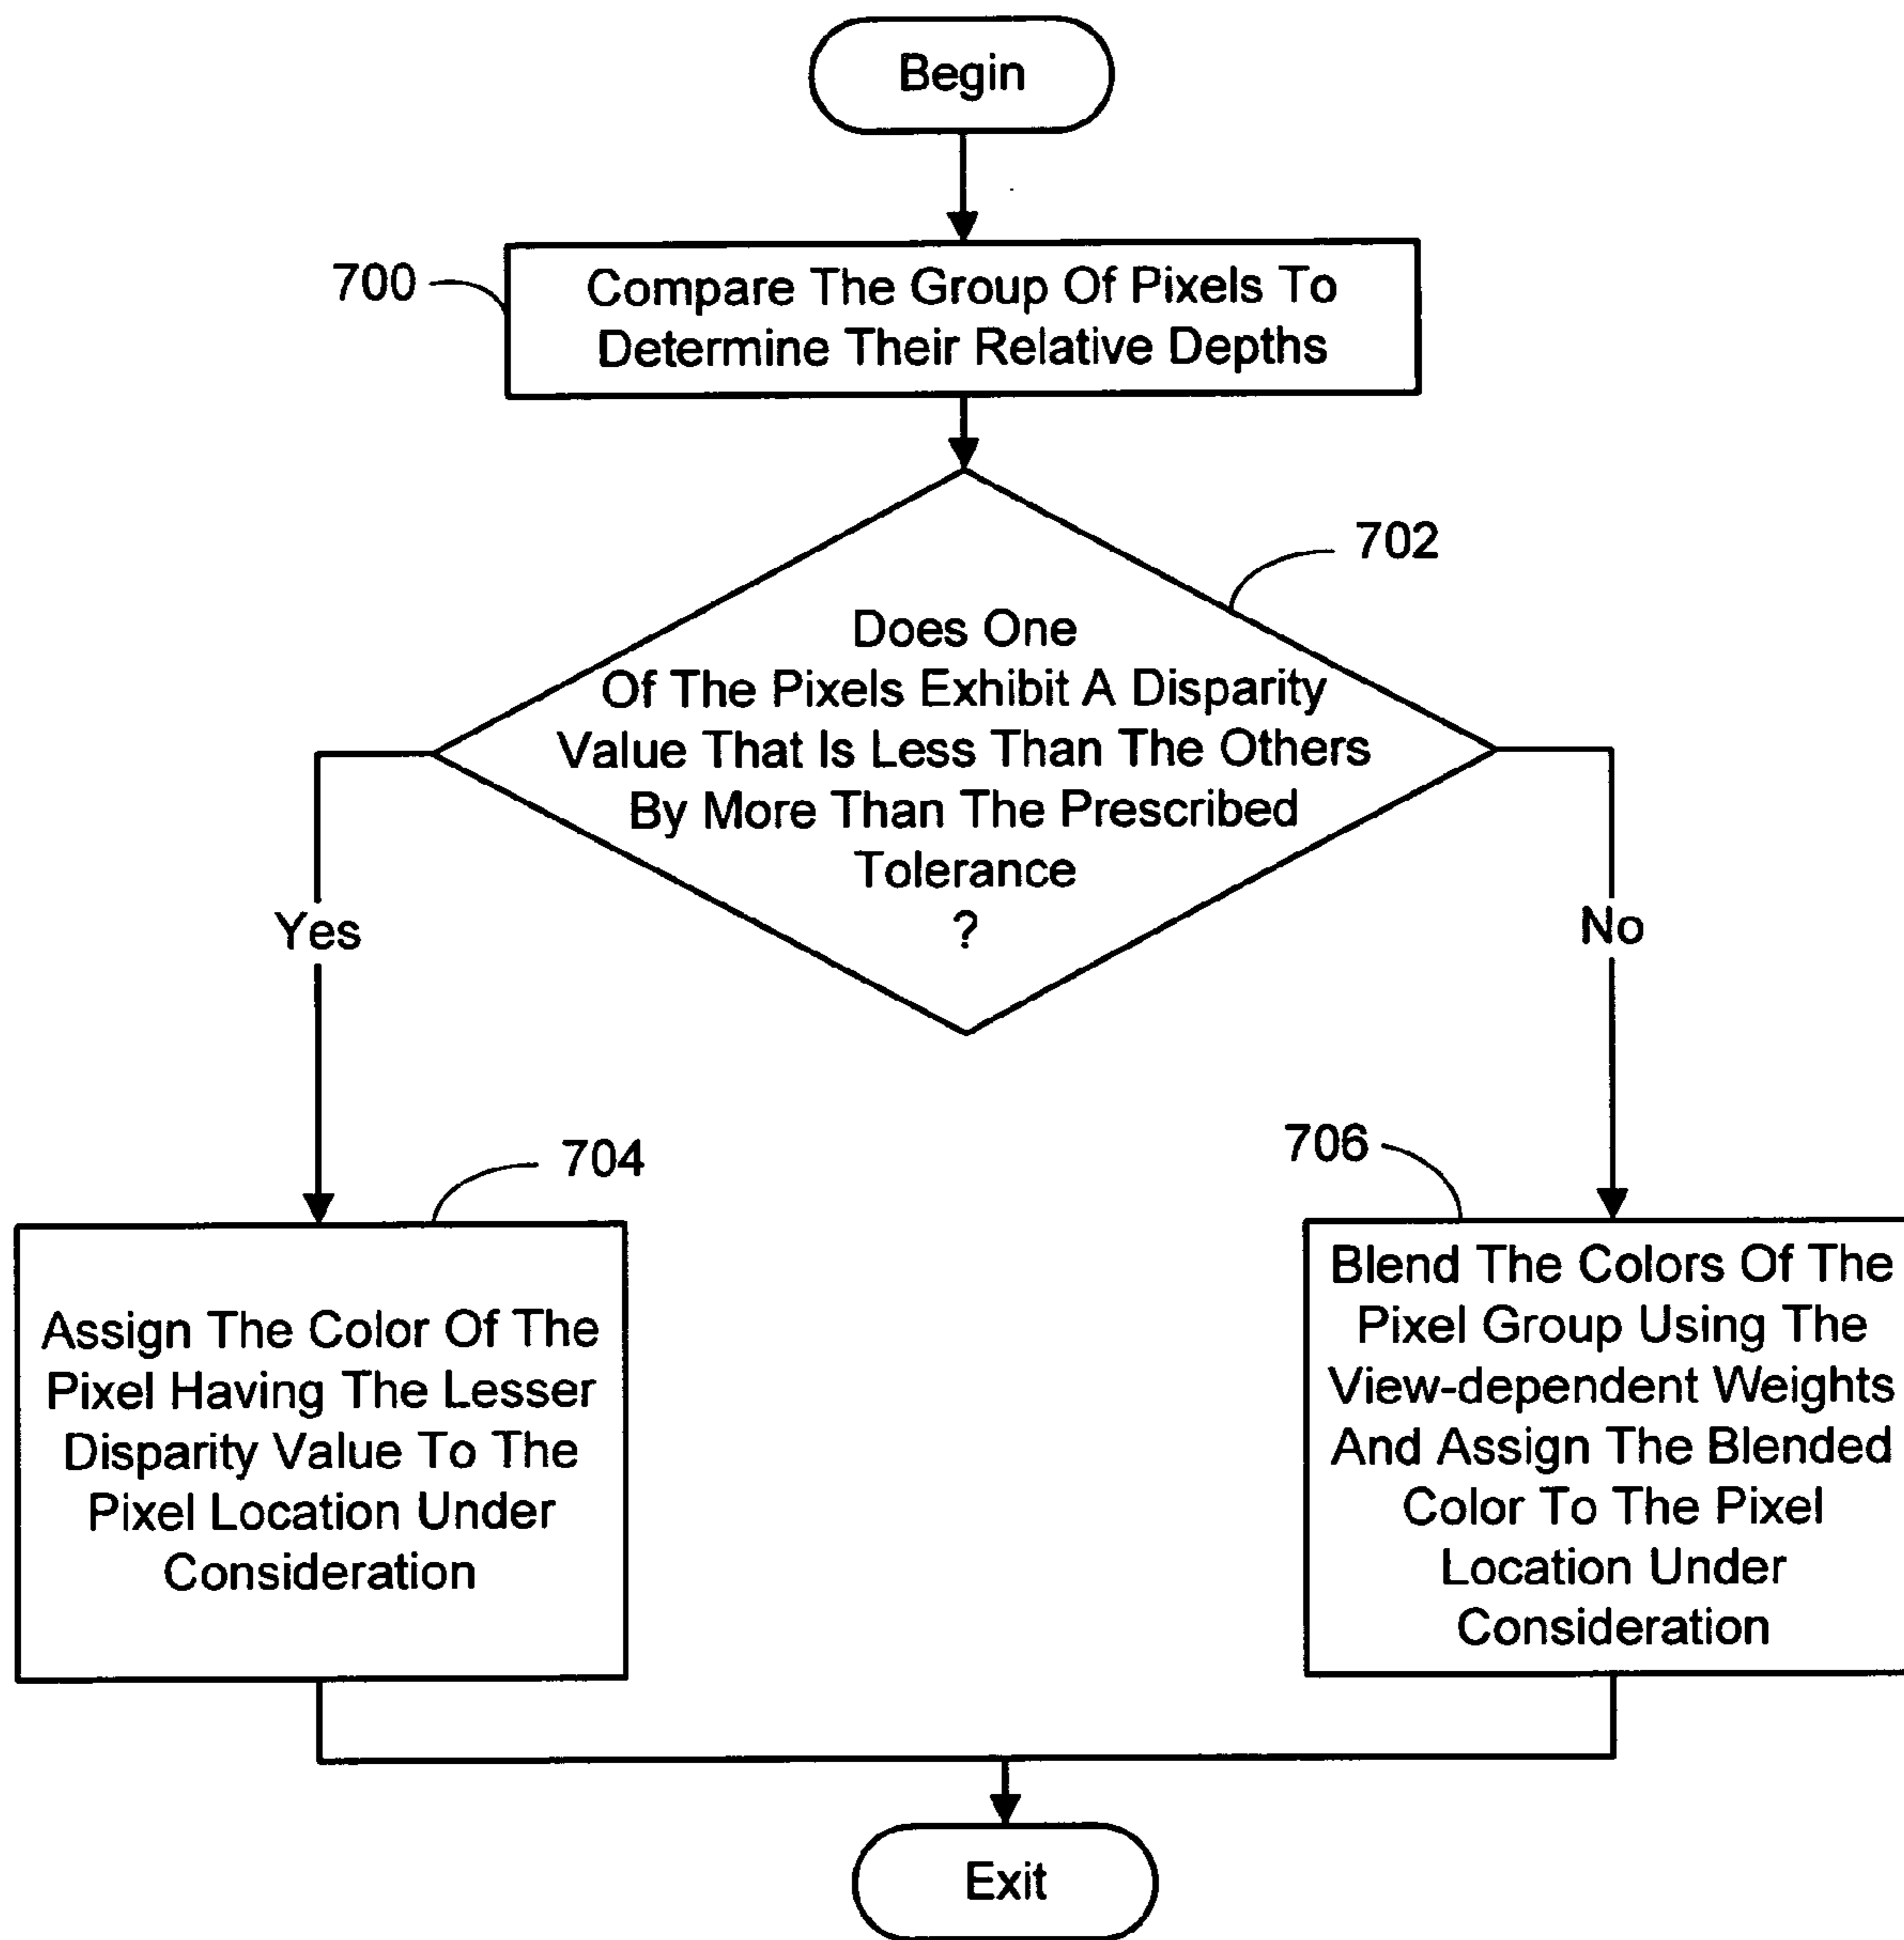 Begin
700
Compare The Group Of Pixels To
Determine Their Relative Depths
702
Does One
Of The Pixels Exhibit A Disparity
Value That Is Less Than The Others
By More Than The Prescribed
Tolerance
?
Yes
No
704
Assign The Color Of The
Pixel Having The Lesser
Disparity Value To The
Pixel Location Under
Consideration
706
Blend The Colors Of The
Pixel Group Using The
View-dependent Weights
And Assign The Blended
Color To The Pixel
Location Under
Consideration
Exit